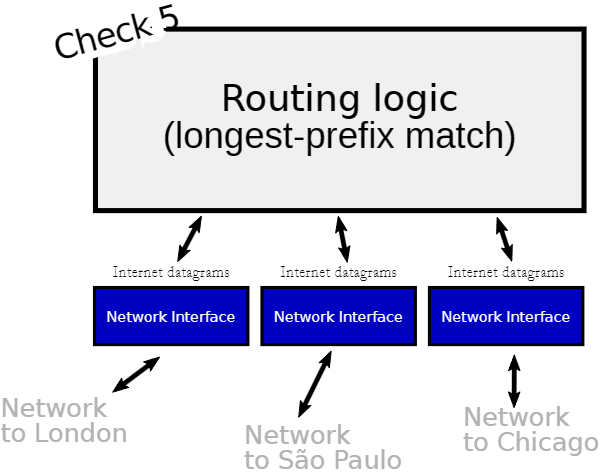 Check 5
Routing logic
(longest-prefix match)
Internet datagrams
Internet datagrams
Internet datagrams
Network Interface
Network Interface
Network Interface
Network
to London
Network
to São Paulo
Network
to Chicago